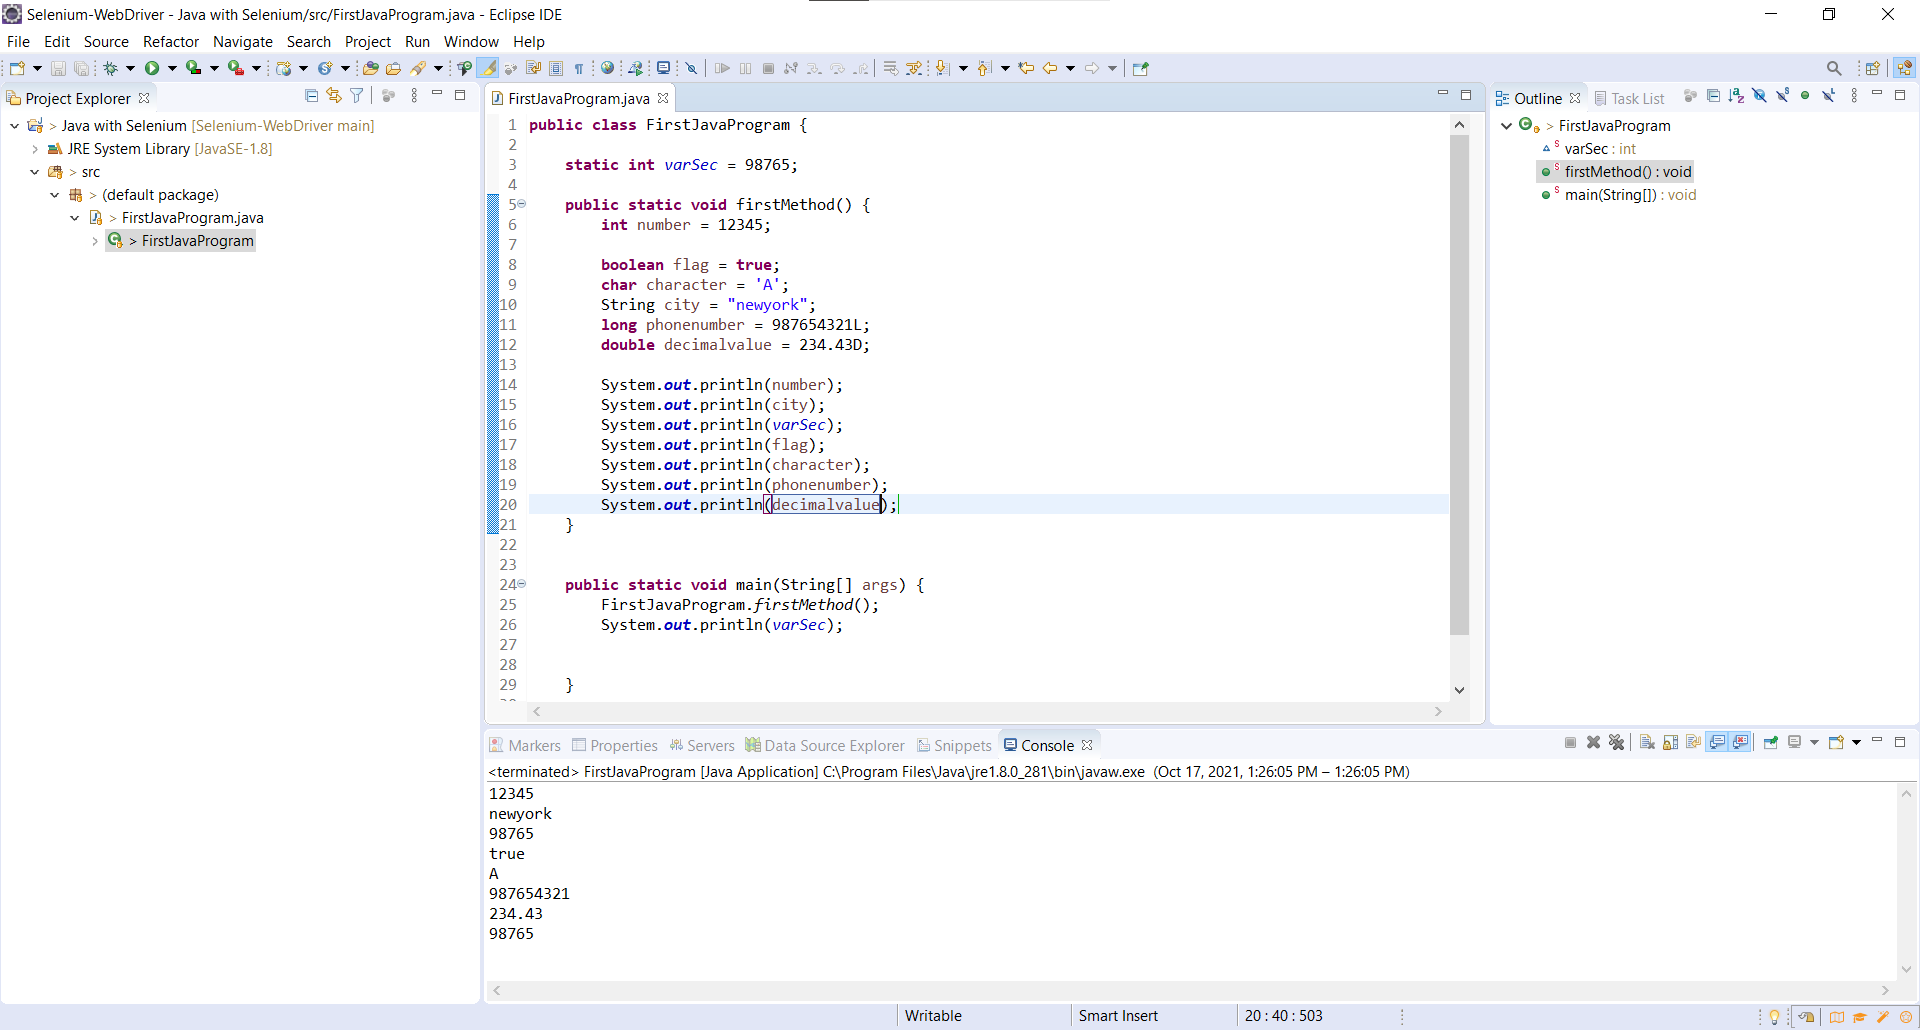 Selenium-WebDriver - Java with Selenium/src/FirstJavaProgram.java - Eclipse IDE
File Edit Source Refactor Navigate Search Project Run Window Help
Project Explorer
> Java with Selenium [Selenium-WebDriver main]
JRE System Library [JavaSE-1.8]
> src
> (default package)
> FirstJavaProgram.java
> FirstJavaProgram
FirstJavaProgram.java
1 public class FirstJavaProgram {
2
3 static int varSec = 98765;
4
5 public static void firstMethod() {
6 int number = 12345;
7
8 boolean flag = true;
9 char character = 'A';
10 String city = "newyork";
11 long phonenumber = 987654321L;
12 double decimalvalue = 234.43D;
13
14 System.out.println(number);
15 System.out.println(city);
16 System.out.println(varSec);
17 System.out.println(flag);
18 System.out.println(character);
19 System.out.println(phonenumber);
20 System.out.println(decimalvalue);
21 }
22
23
24 public static void main(String[] args) {
25 FirstJavaProgram.firstMethod();
26 System.out.println(varSec);
27
28
29 }
Outline Task List
> FirstJavaProgram
varSec : int
firstMethod() : void
main(String[]) : void
Markers Properties Servers Data Source Explorer Snippets Console
<terminated> FirstJavaProgram [Java Application] C:\Program Files\Java\jre1.8.0_281\bin\javaw.exe (Oct 17, 2021, 1:26:05 PM – 1:26:05 PM)
12345
newyork
98765
true
A
987654321
234.43
98765
Writable Smart Insert 20 : 40 : 503